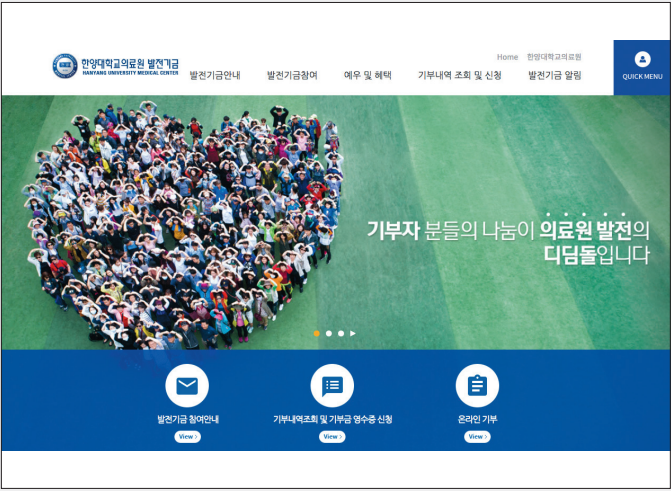 Home 한양대학교의료원
한양대학교의료원 발전기금
HANYANG UNIVERSITY MEDICAL CENTER
발전기금안내 발전기금참여 예우 및 혜택 기부내역 조회 및 신청 발전기금 알림
QUICK MENU
기부자 분들의 나눔이 의료원 발전의
디딤돌입니다
발전기금 참여안내 기부내역조회 및 기부금 영수증 신청 온라인 기부
View > View > View >